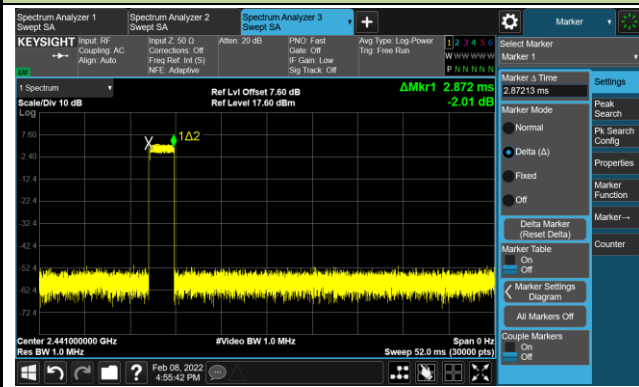 Spectrum Analyzer 1
Swept SA
Spectrum Analyzer 2
Swept SA
Spectrum Analyzer 3
Swept SA
Marker
KEYSIGHT
Input: RF
Coupling: AC
Align: Auto
Input Z: 50 Ω
Corrections: Off
Freq Ref: Int (S)
NFE: Adaptive
Atten: 20 dB
PNO: Fast
Gate: Off
IF Gain: Low
Sig Track: Off
Avg Type: Log-Power
Trig: Free Run
1 2 3 4 5 6
W W W W W W
P N N N N N
LXI
Select Marker
Marker 1
1 Spectrum
Scale/Div 10 dB
Log
Ref Lvl Offset 7.60 dB
Ref Level 17.60 dBm
ΔMkr1 2.872 ms
-2.01 dB
7.60
-2.40
-12.4
-22.4
-32.4
-42.4
-52.4
-62.4
-72.4
X
1Δ2
Center 2.441000000 GHz
Res BW 1.0 MHz
#Video BW 1.0 MHz
Span 0 Hz
Sweep 52.0 ms (30000 pts)
Marker Δ Time
2.87213 ms
Marker Mode
Normal
Delta (Δ)
Fixed
Off
Delta Marker
(Reset Delta)
Marker Table
On
Off
Marker Settings
Diagram
All Markers Off
Couple Markers
On
Off
Settings
Peak
Search
Pk Search
Config
Properties
Marker
Function
Marker→
Counter
?
Feb 08, 2022
4:55:42 PM